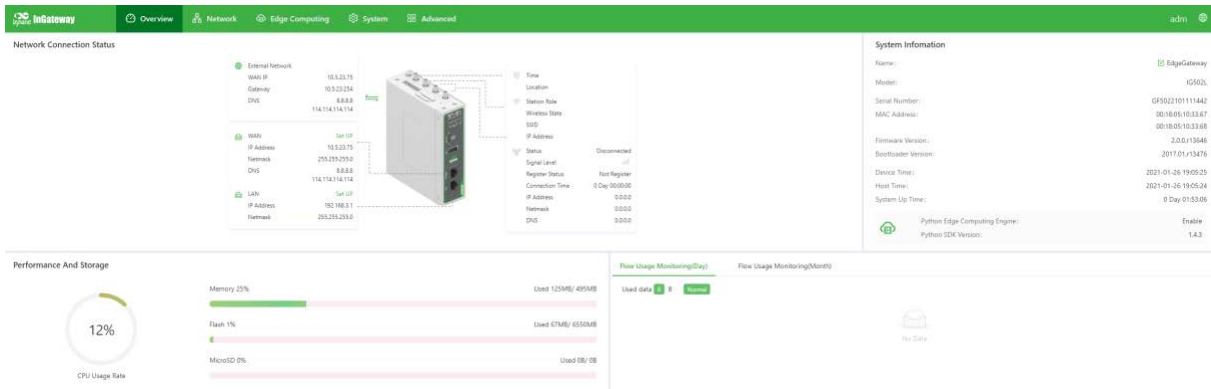 inhand InGateway
Overview
Network
Edge Computing
System
Advanced
adm
Network Connection Status
External Network
WAN IP 10.5.23.75
Gateway 10.5.23.254
DNS 8.8.8.8
114.114.114.114
WAN Set UP
IP Address 10.5.23.75
Netmask 255.255.255.0
DNS 8.8.8.8
114.114.114.114
LAN Set UP
IP Address 192.168.3.1
Netmask 255.255.255.0
Time
Location
Station Role
Wireless State
SSID
IP Address
Status Disconnected
Signal Level
Register Status Not Register
Connection Time 0 Day 00:00:00
IP Address 0.0.0.0
Netmask 0.0.0.0
DNS 0.0.0.0
System Infomation
Name: EdgeGateway
Model: IG502L
Serial Number: GF5022101111442
MAC Address: 00:18:05:10:33:67
00:18:05:10:33:68
Firmware Version: 2.0.0.r13646
Bootloader Version: 2017.01.r13476
Device Time: 2021-01-26 19:05:25
Host Time: 2021-01-26 19:05:24
System Up Time: 0 Day 01:53:06
Python Edge Computing Engine: Enable
Python SDK Version: 1.4.3
Performance And Storage
12%
CPU Usage Rate
Memory 25% Used 125MB/ 495MB
Flash 1% Used 67MB/ 6550MB
MicroSD 0% Used 0B/ 0B
Flow Usage Monitoring(Day)
Flow Usage Monitoring(Month)
Used data 0 B Normal
No Data